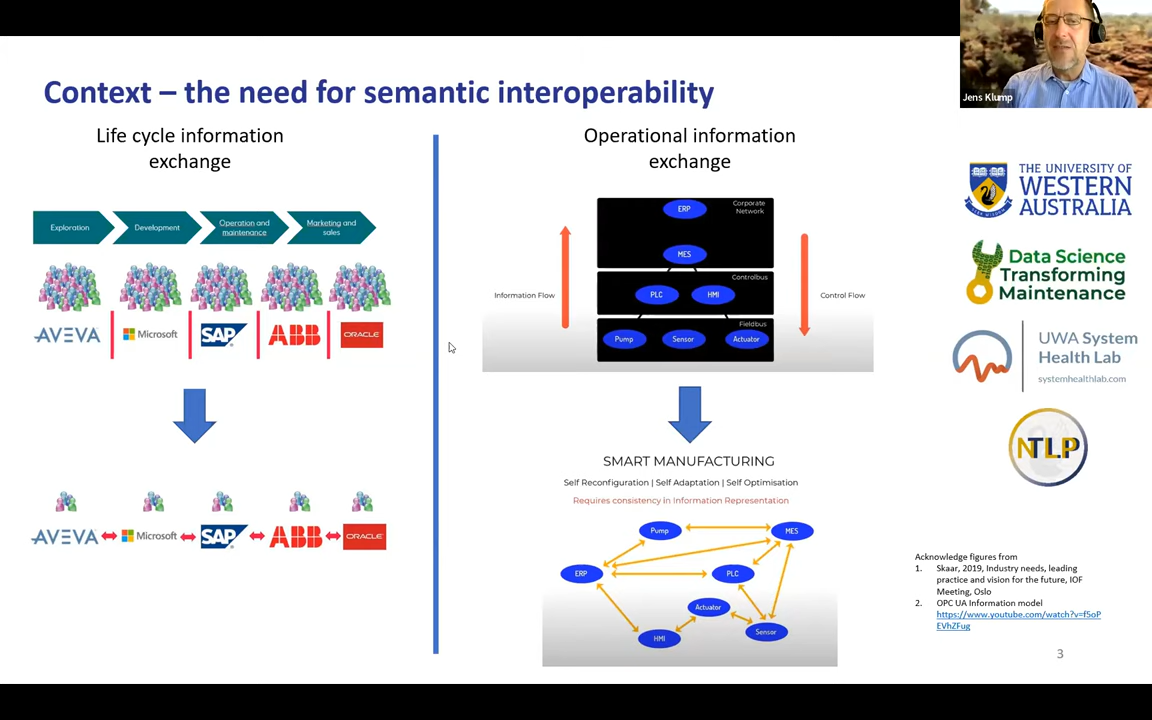 Context – the need for semantic interoperability
Jens Klump
Life cycle information
exchange
Exploration
Development
Operation and
maintenance
Marketing and
sales
AVEVA
Microsoft
SAP
ABB
ORACLE
AVEVA
Microsoft
SAP
ABB
ORACLE
Operational information
exchange
ERP
Corporate
Network
MES
Controlbus
PLC
HMI
Fieldbus
Pump
Sensor
Actuator
Information Flow
Control Flow
SMART MANUFACTURING
Self Reconfiguration | Self Adaptation | Self Optimisation
Requires consistency in Information Representation
Pump
MES
ERP
PLC
Actuator
Sensor
HMI
THE UNIVERSITY OF
WESTERN
AUSTRALIA
Data Science
Transforming
Maintenance
UWA System
Health Lab
systemhealthlab.com
NTLP
Acknowledge figures from
1. Skaar, 2019, Industry needs, leading
practice and vision for the future, IOF
Meeting, Oslo
2. OPC UA Information model
https://www.youtube.com/watch?v=f5oP
EVhZFug
3